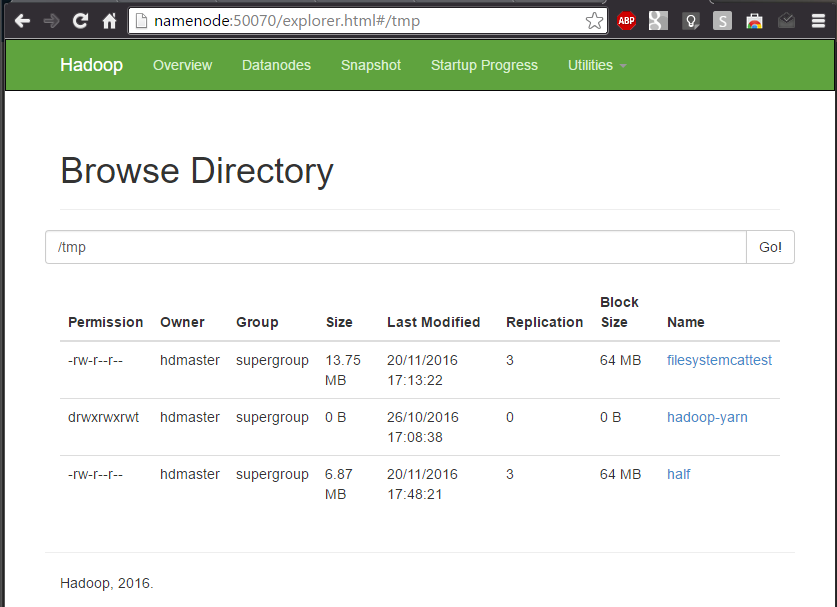 namenode:50070/explorer.html#/tmp
ABP
g
S
Hadoop Overview Datanodes Snapshot Startup Progress Utilities
Browse Directory
/tmp Go!
Permission Owner Group Size Last Modified Replication Block Size Name
-rw-r--r-- hdmaster supergroup 13.75 MB 20/11/2016 17:13:22 3 64 MB filesystemcattest
drwxrwxrwt hdmaster supergroup 0 B 26/10/2016 17:08:38 0 0 B hadoop-yarn
-rw-r--r-- hdmaster supergroup 6.87 MB 20/11/2016 17:48:21 3 64 MB half
Hadoop, 2016.